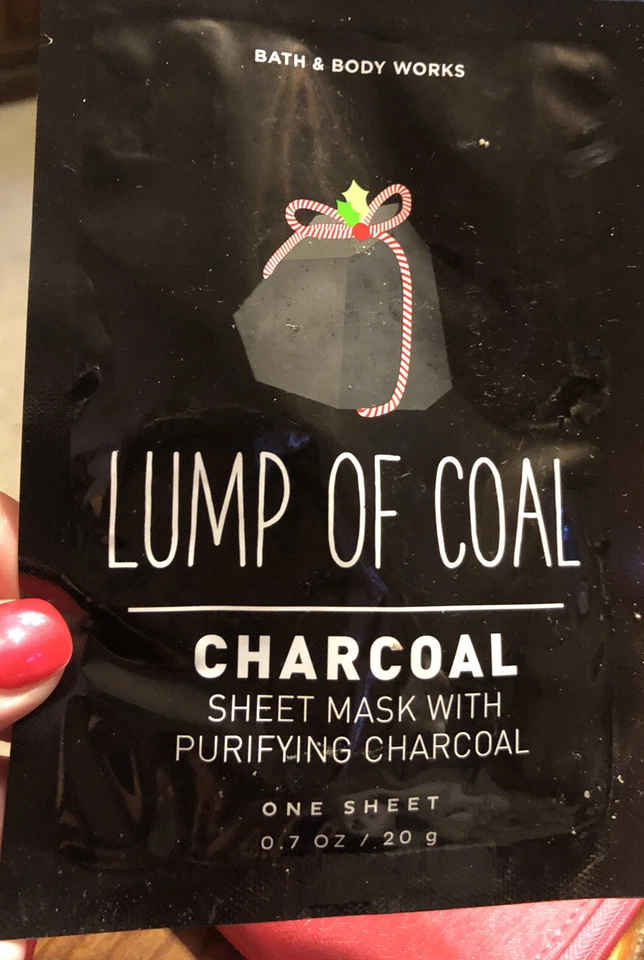 BATH & BODY WORKS
LUMP OF COAL
CHARCOAL
SHEET MASK WITH
PURIFYING CHARCOAL
ONE SHEET
0.7 OZ / 20 g